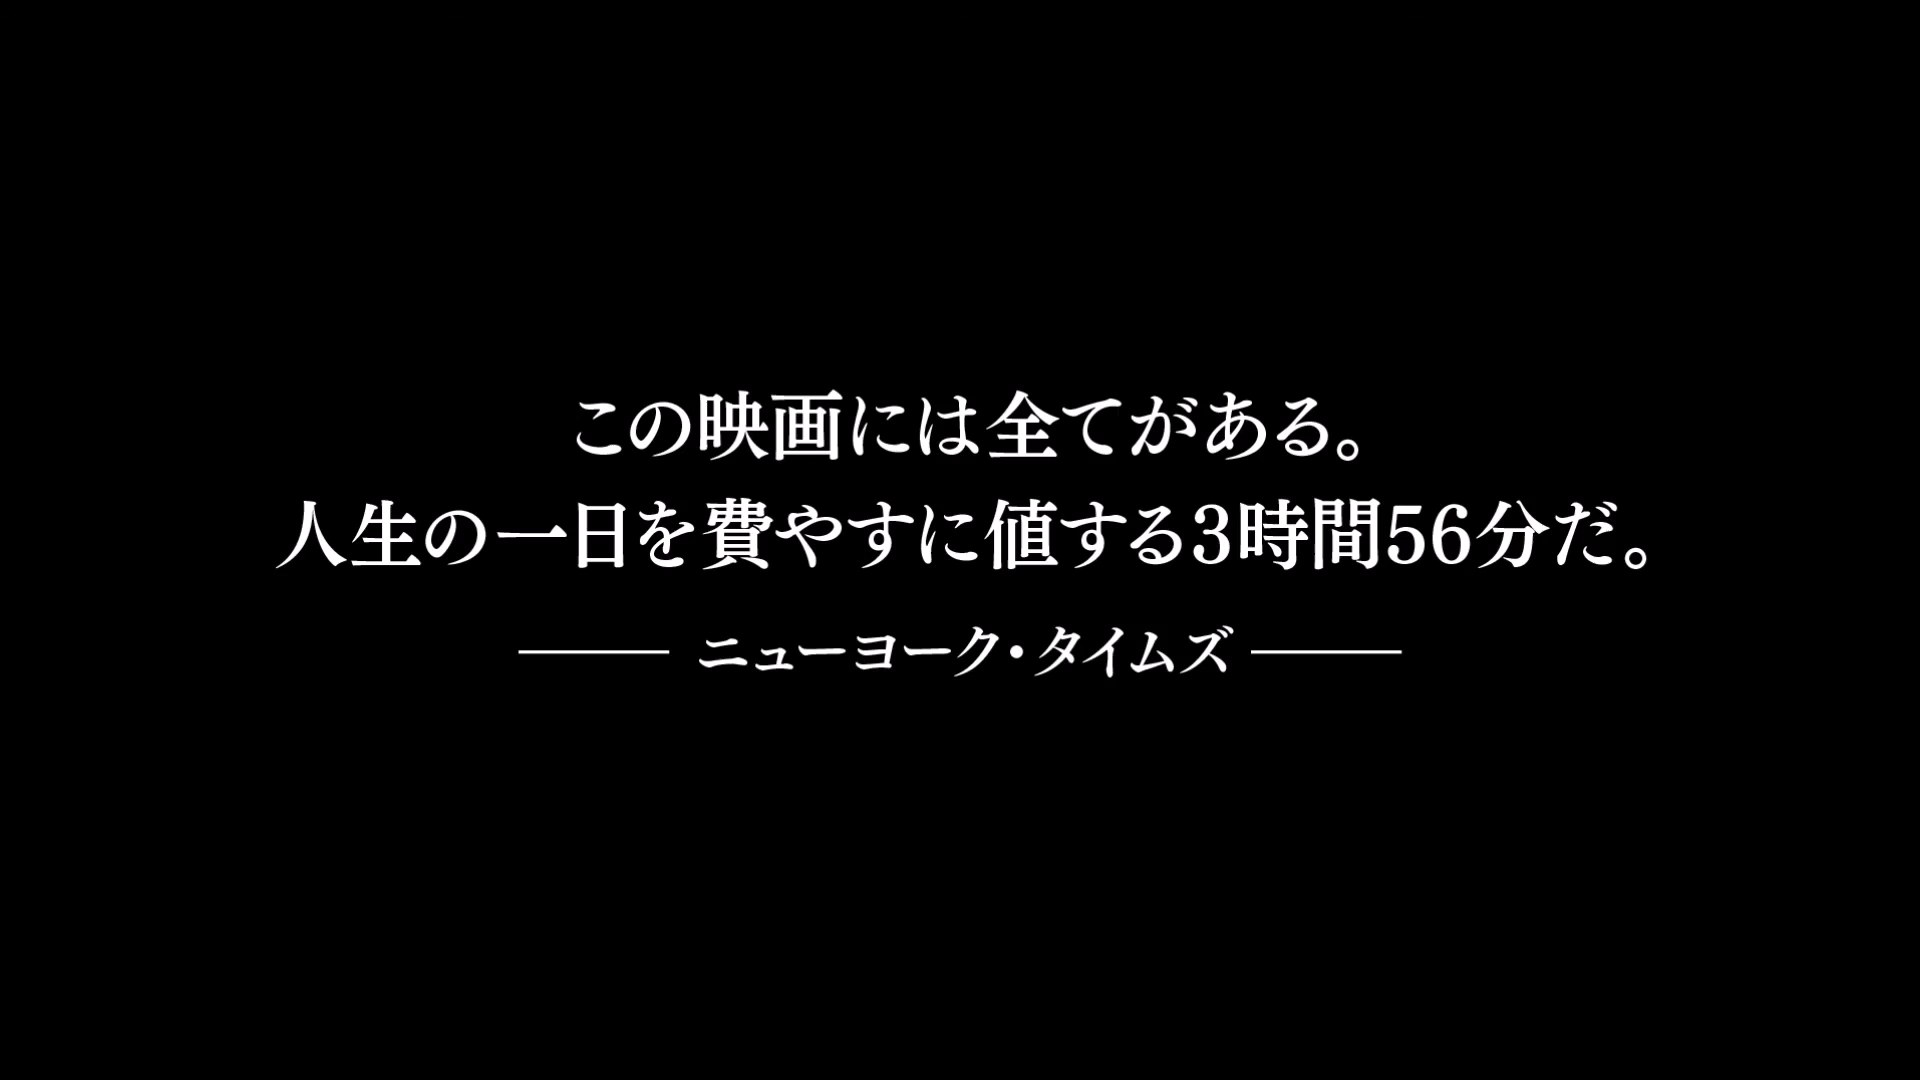 この映画には全てがある。
人生の一日を費やすに値する3時間56分だ。
—— ニューヨーク・タイムズ ——